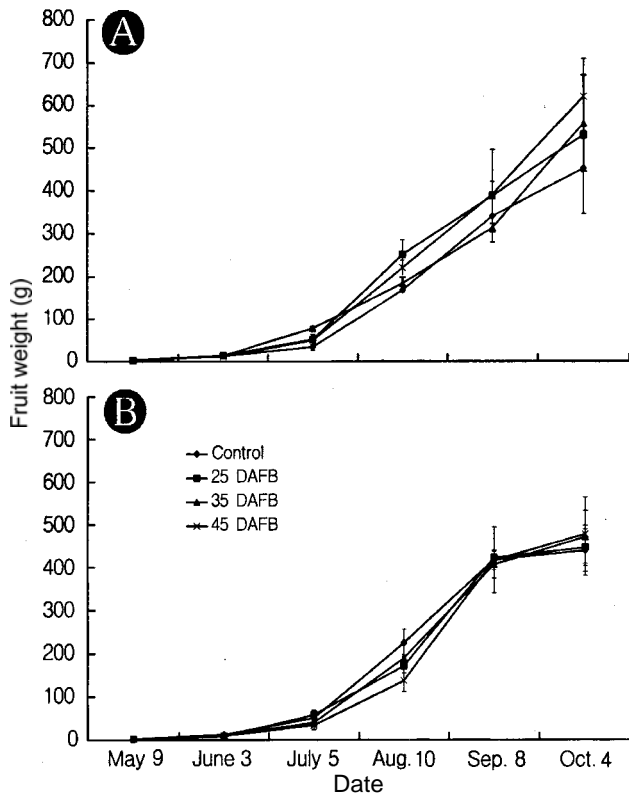 A
800
700
600
500
400
300
200
100
0
Fruit weight (g)
B
800
700
600
500
400
300
200
100
0
Control
25 DAFB
35 DAFB
45 DAFB
May 9 June 3 July 5 Aug. 10 Sep. 8 Oct. 4
Date